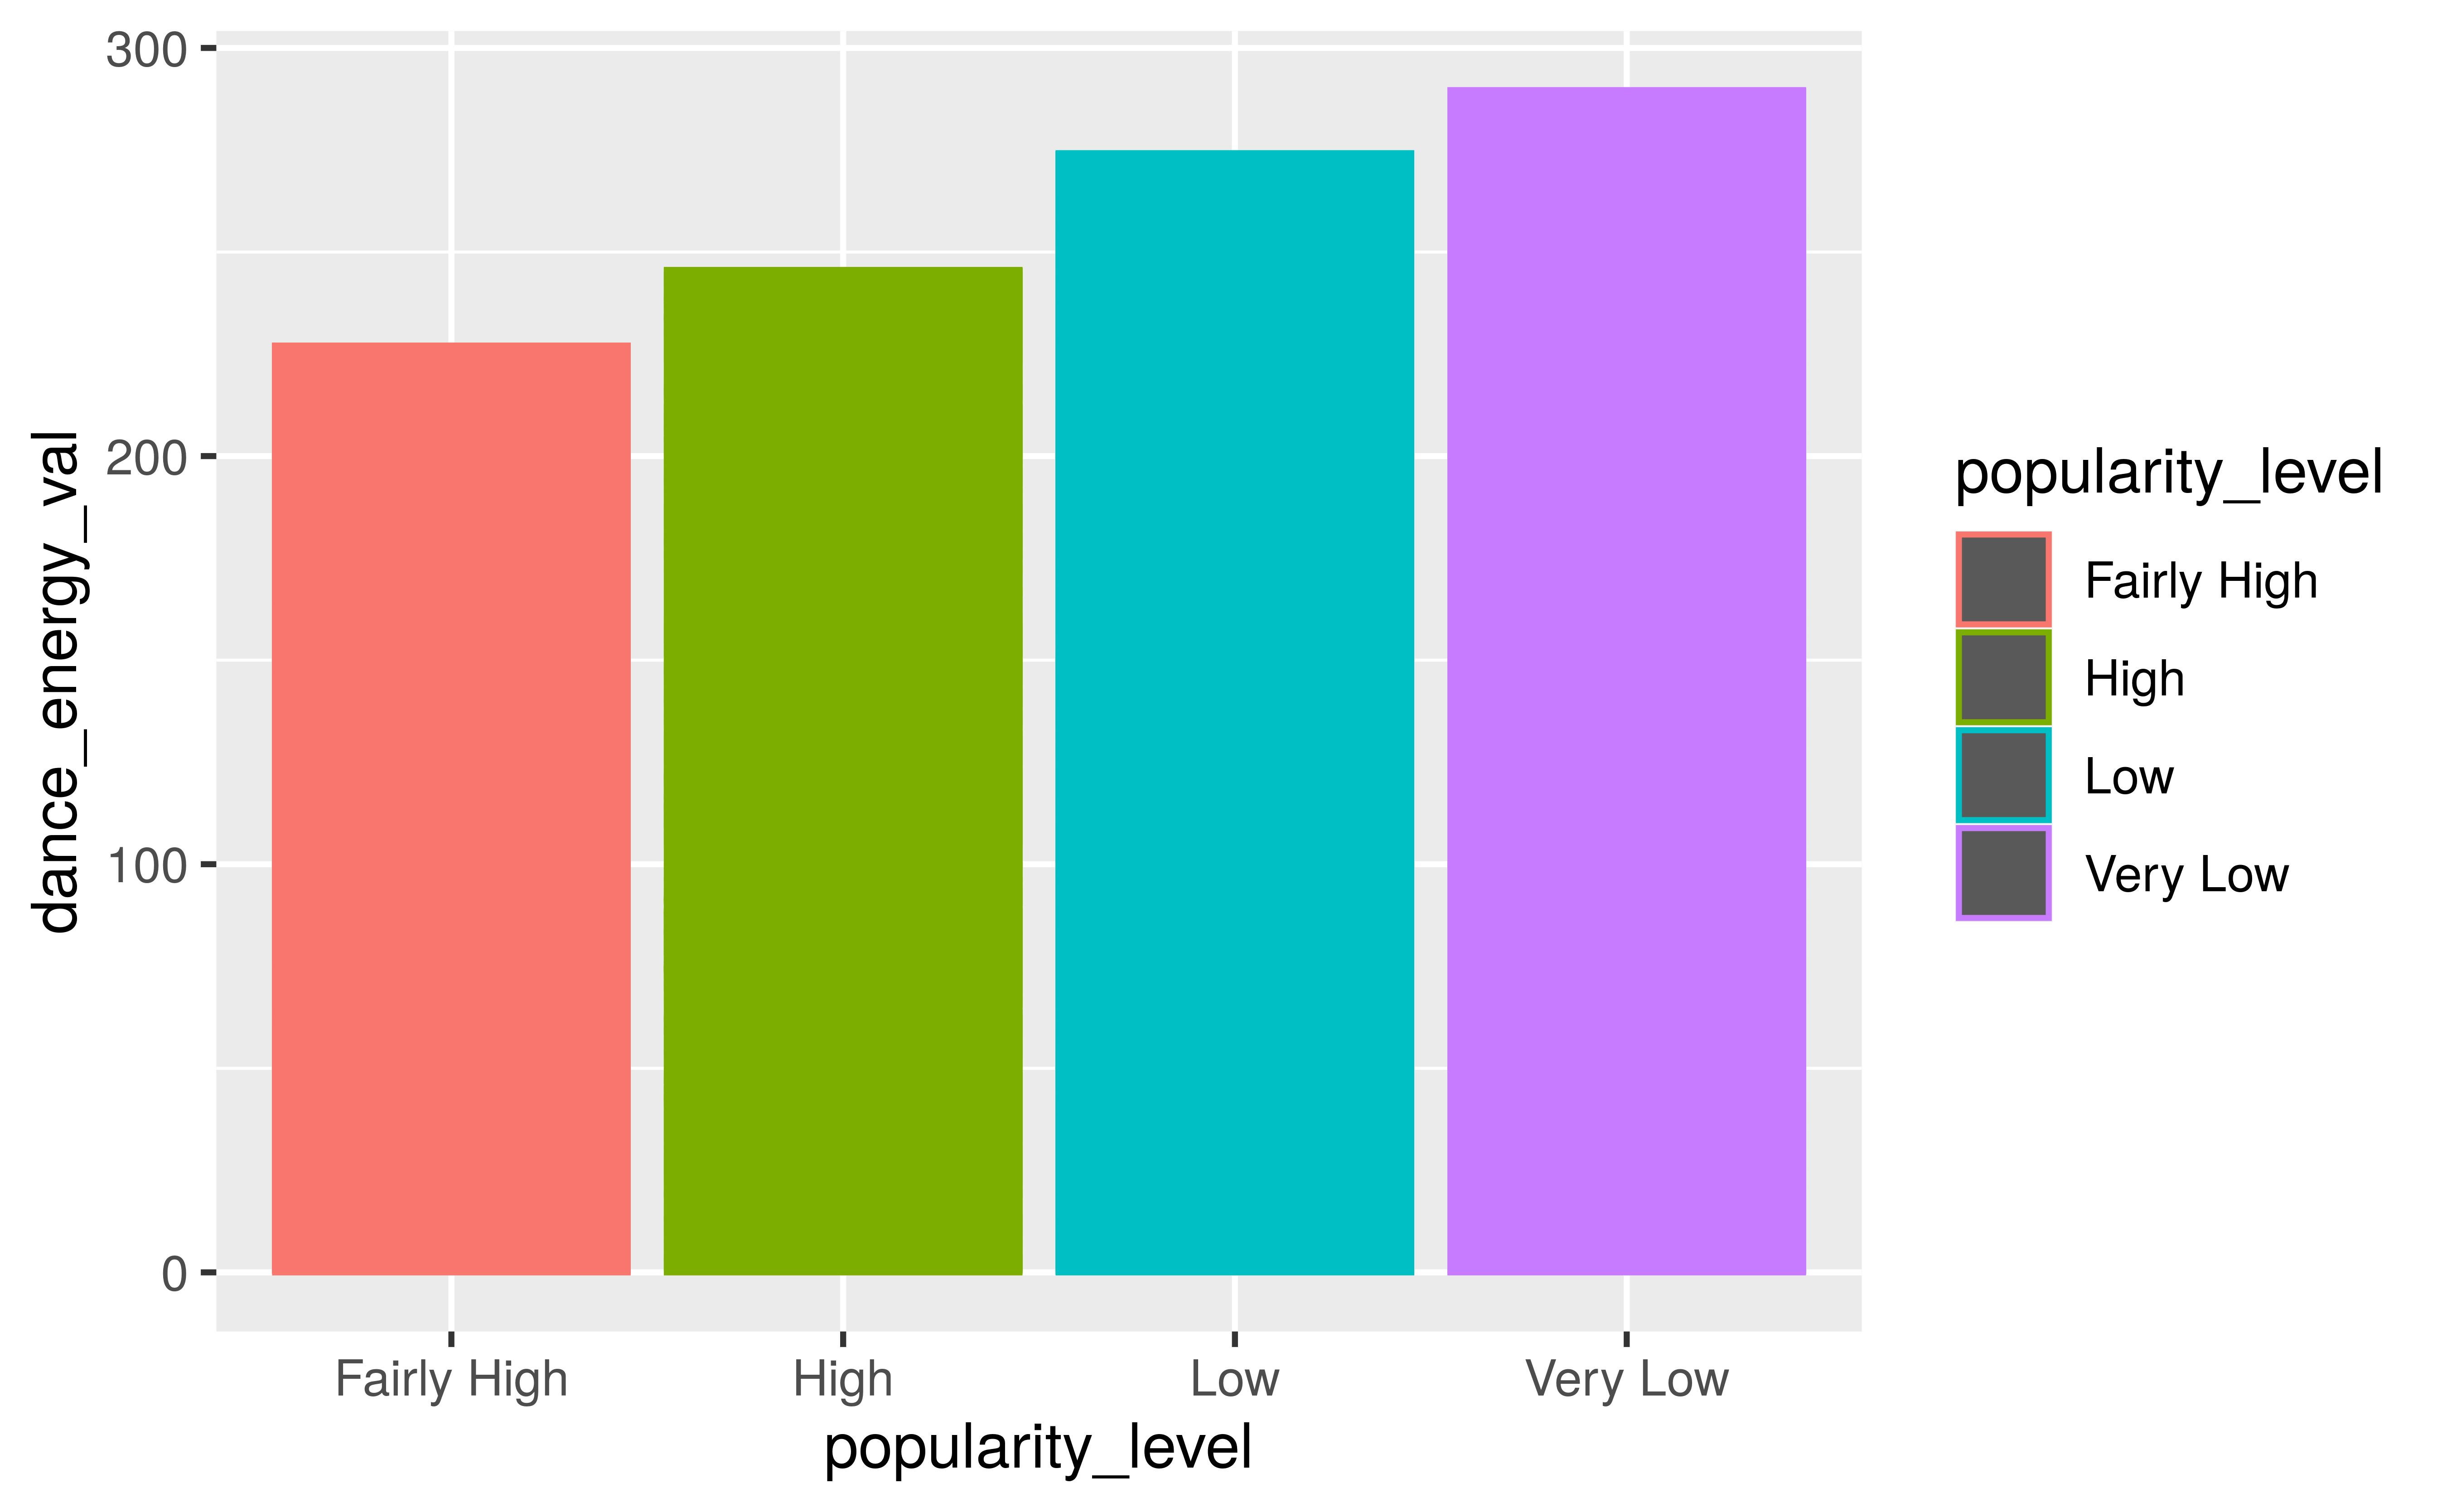 dance_energy_val
300
200
100
0
Fairly High
High
Low
Very Low
popularity_level
popularity_level
Fairly High
High
Low
Very Low